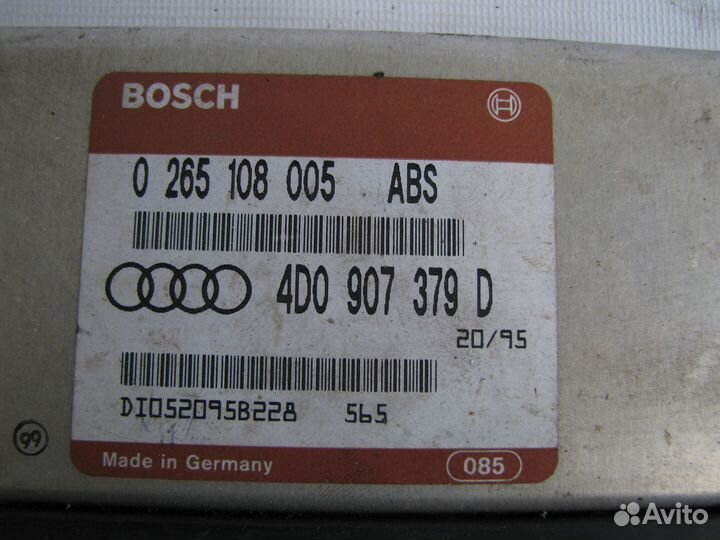 BOSCH
0 265 108 005 ABS
4D0 907 379 D
20/95
DI052095B228 565
99
Made in Germany
085
Avito